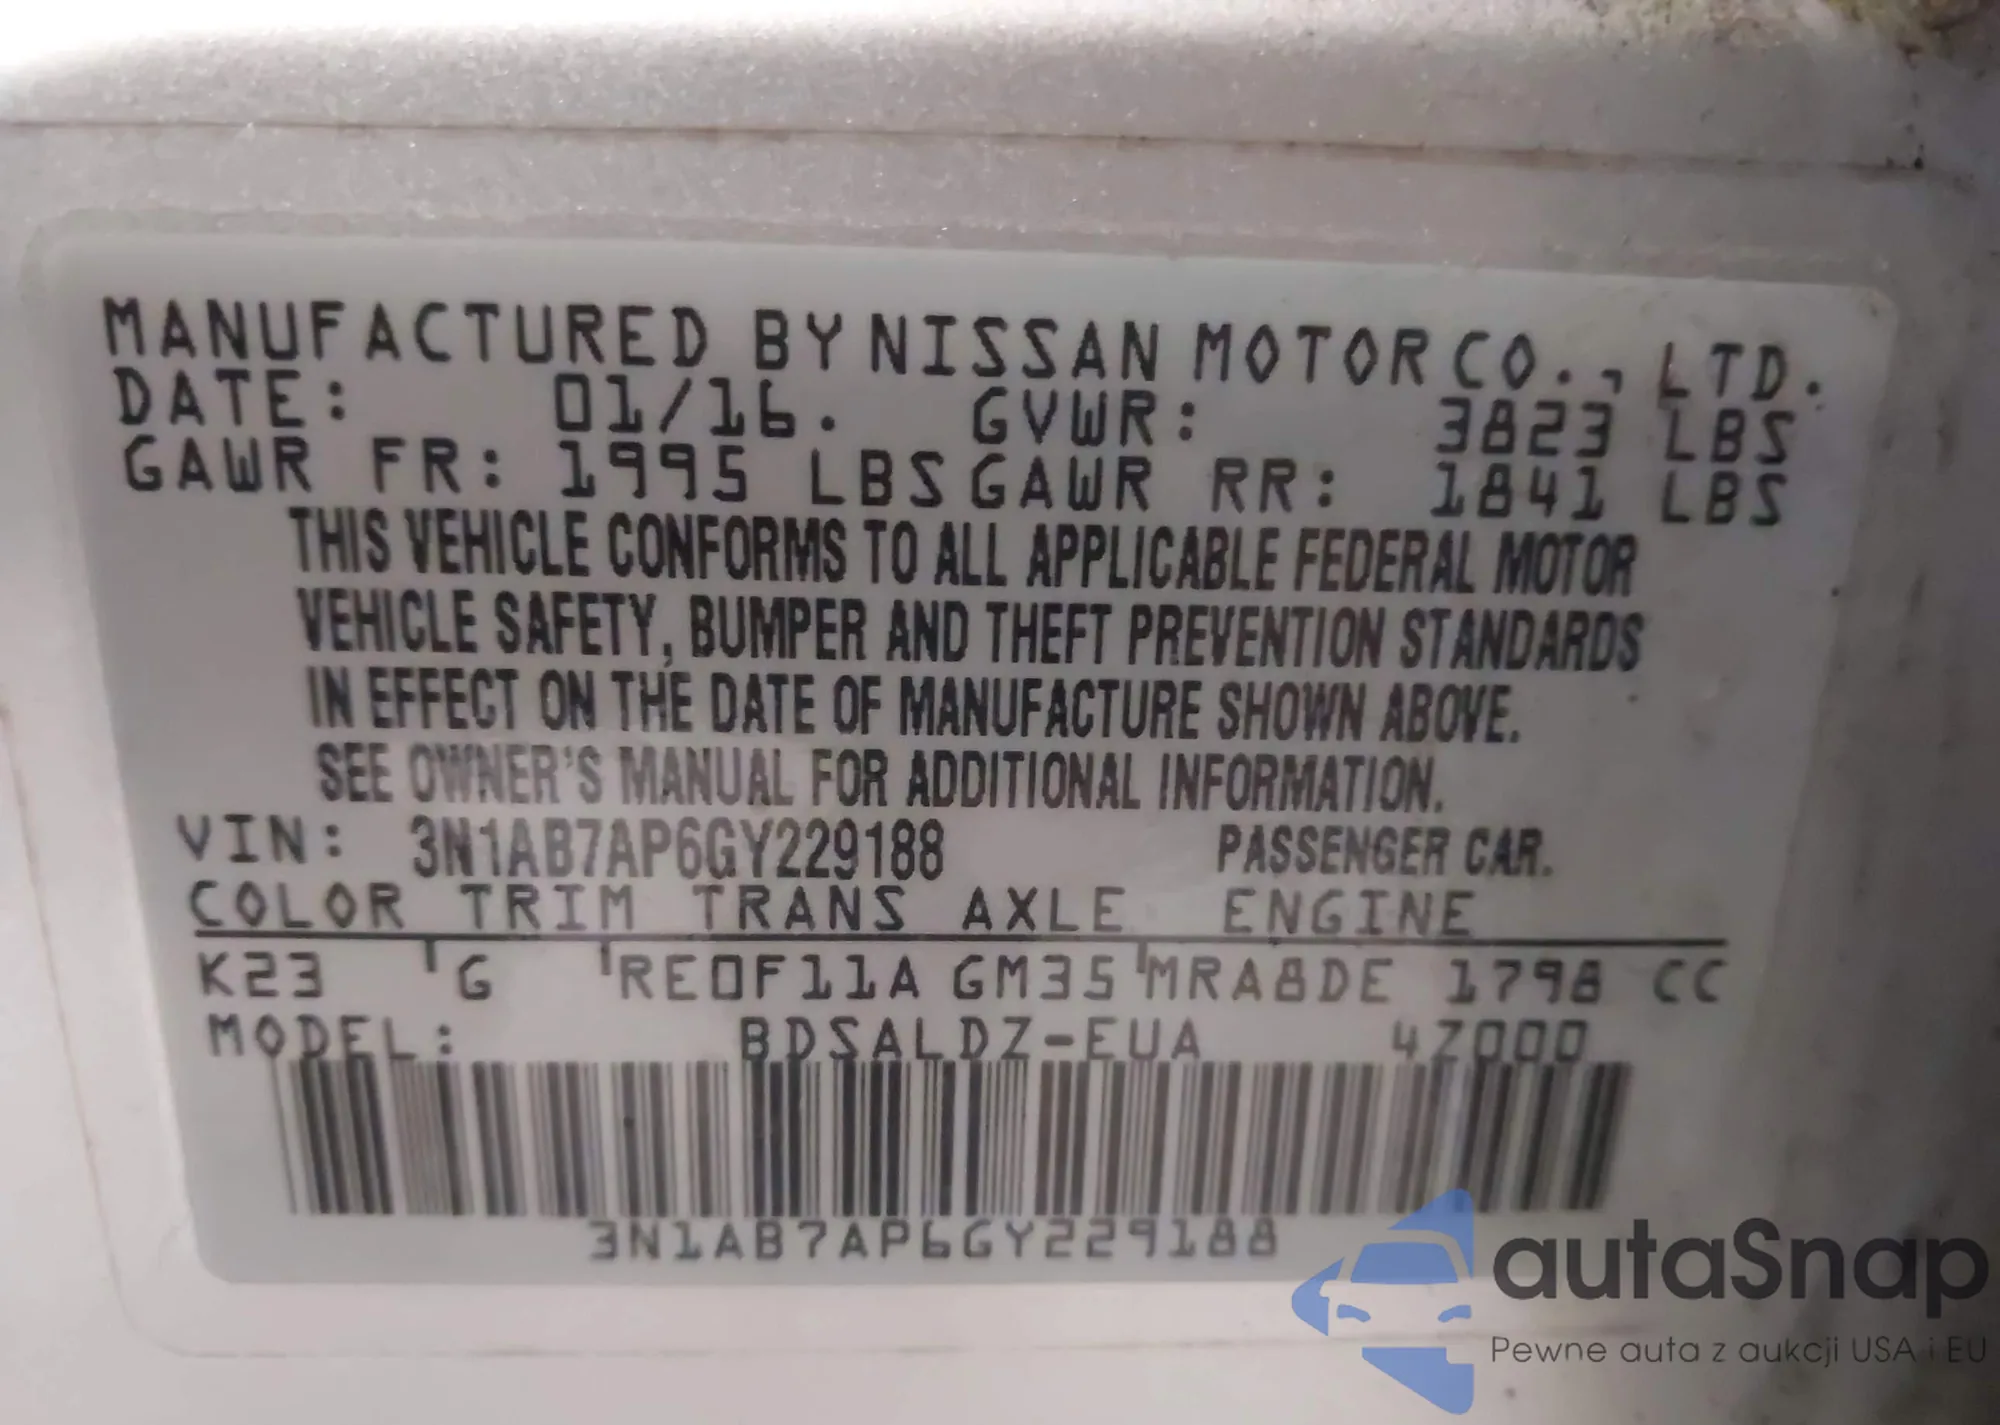 MANUFACTURED BY NISSAN MOTOR CO., LTD.
DATE: 01/16. GVWR: 3823 LBS
GAWR FR: 1995 LBS GAWR RR: 1841 LBS
THIS VEHICLE CONFORMS TO ALL APPLICABLE FEDERAL MOTOR
VEHICLE SAFETY, BUMPER AND THEFT PREVENTION STANDARDS
IN EFFECT ON THE DATE OF MANUFACTURE SHOWN ABOVE.
SEE OWNER'S MANUAL FOR ADDITIONAL INFORMATION.
VIN: 3N1AB7AP6GY229188 PASSENGER CAR.
COLOR TRIM TRANS AXLE ENGINE
K23 G RE0F11A GM35 MRA8DE 1798 CC
MODEL: BDSALDZ-EUA 4Z000
3N1AB7AP6GY229188
autaSnap
Pewne auta z aukcji USA i EU